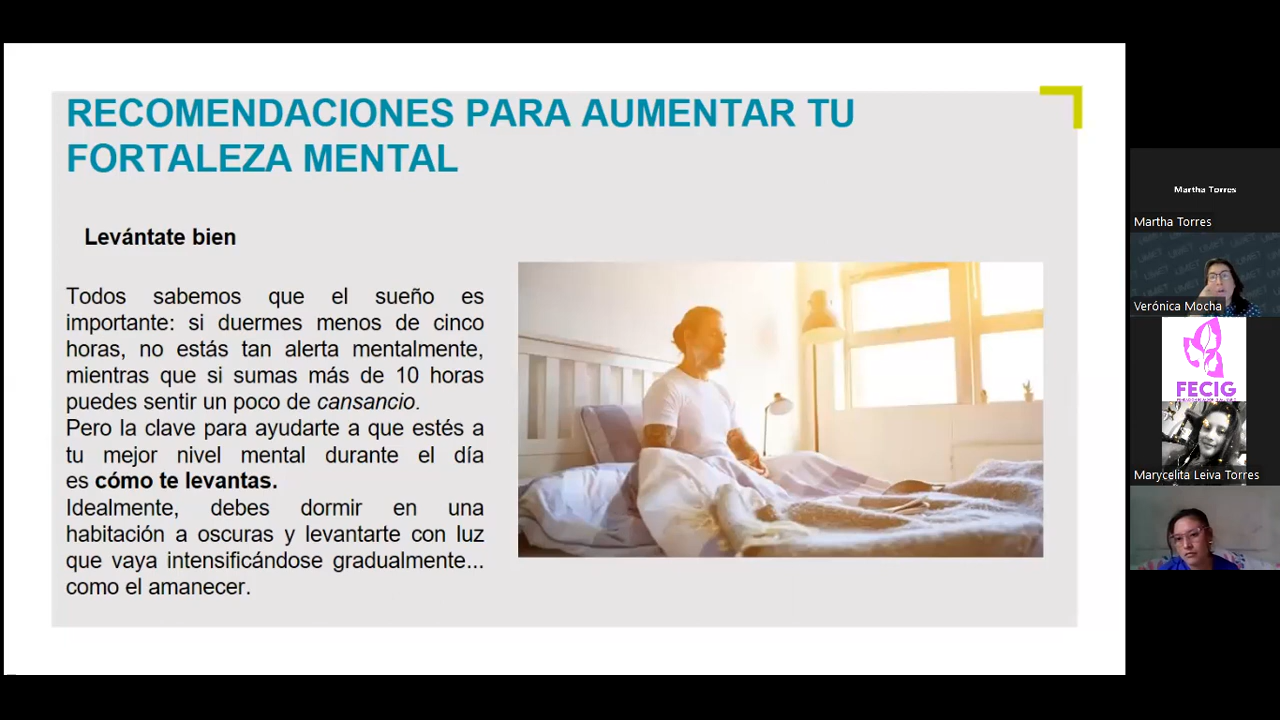 RECOMENDACIONES PARA AUMENTAR TU
FORTALEZA MENTAL
Levántate bien
Todos sabemos que el sueño es
importante: si duermes menos de cinco
horas, no estás tan alerta mentalmente,
mientras que si sumas más de 10 horas
puedes sentir un poco de cansancio.
Pero la clave para ayudarte a que estés a
tu mejor nivel mental durante el día
es cómo te levantas.
Idealmente, debes dormir en una
habitación a oscuras y levantarte con luz
que vaya intensificándose gradualmente...
como el amanecer.
Martha Torres
Martha Torres
Verónica Mocha
FECIG
Marycelita Leiva Torres